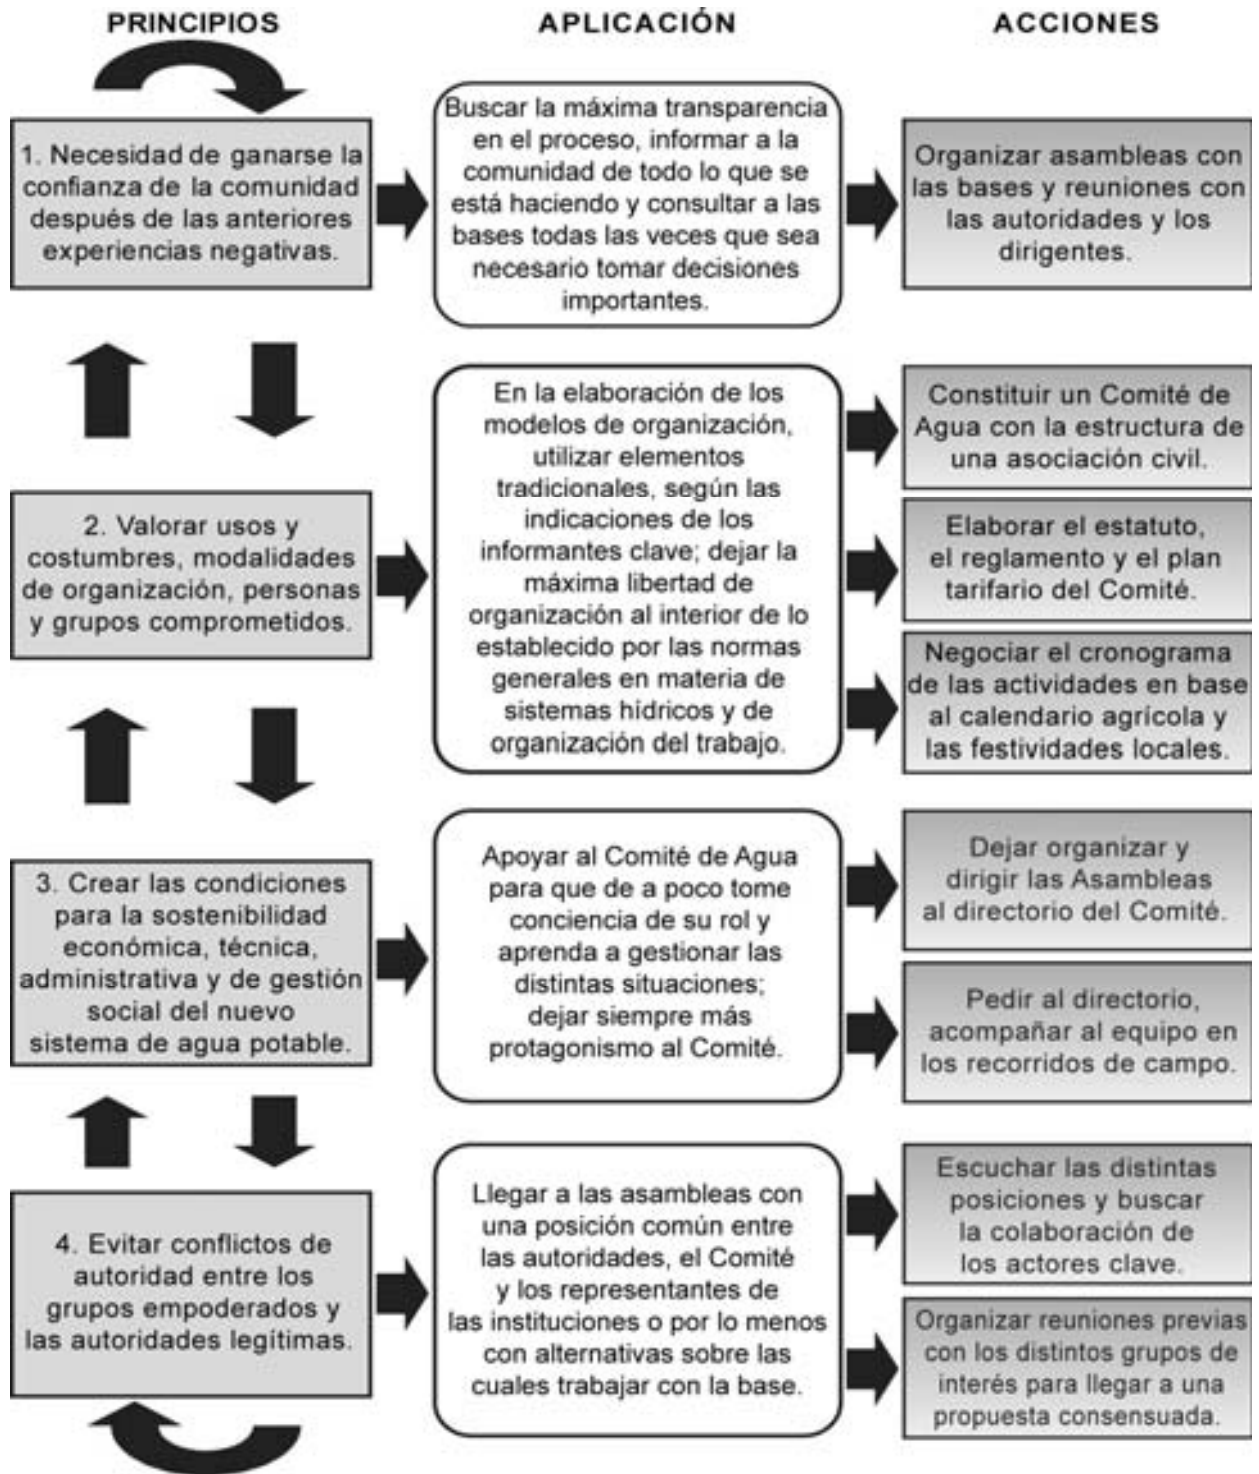 PRINCIPIOS
APLICACIÓN
ACCIONES
1. Necesidad de ganarse la
confianza de la comunidad
después de las anteriores
experiencias negativas.
Buscar la máxima transparencia
en el proceso, informar a la
comunidad de todo lo que se
está haciendo y consultar a las
bases todas las veces que sea
necesario tomar decisiones
importantes.
Organizar asambleas con
las bases y reuniones con
las autoridades y los
dirigentes.
2. Valorar usos y
costumbres, modalidades
de organización, personas
y grupos comprometidos.
En la elaboración de los
modelos de organización,
utilizar elementos
tradicionales, según las
indicaciones de los
informantes clave; dejar la
máxima libertad de
organización al interior de lo
establecido por las normas
generales en materia de
sistemas hídricos y de
organización del trabajo.
Constituir un Comité de
Agua con la estructura de
una asociación civil.
Elaborar el estatuto,
el reglamento y el plan
tarifario del Comité.
Negociar el cronograma
de las actividades en base
al calendario agrícola y
las festividades locales.
3. Crear las condiciones
para la sostenibilidad
económica, técnica,
administrativa y de gestión
social del nuevo
sistema de agua potable.
Apoyar al Comité de Agua
para que de a poco tome
conciencia de su rol y
aprenda a gestionar las
distintas situaciones;
dejar siempre más
protagonismo al Comité.
Dejar organizar y
dirigir las Asambleas
al directorio del Comité.
Pedir al directorio,
acompañar al equipo en
los recorridos de campo.
4. Evitar conflictos de
autoridad entre los
grupos empoderados y
las autoridades legítimas.
Llegar a las asambleas con
una posición común entre
las autoridades, el Comité
y los representantes de
las instituciones o por lo menos
con alternativas sobre las
cuales trabajar con la base.
Escuchar las distintas
posiciones y buscar
la colaboración de
los actores clave.
Organizar reuniones previas
con los distintos grupos de
interés para llegar a una
propuesta consensuada.